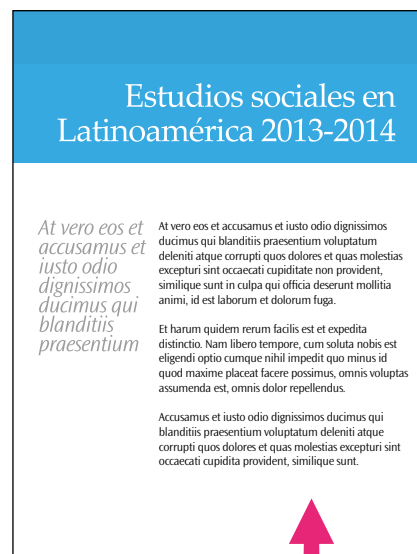 Estudios sociales en
Latinoamérica 2013-2014
At vero eos et
accusamus et
iusto odio
dignissimos
ducimus qui
blanditiis
praesentium
At vero eos et accusamus et iusto odio dignissimos
ducimus qui blanditiis praesentium voluptatum
deleniti atque corrupti quos dolores et quas molestias
excepturi sint occaecati cupiditate non provident,
similique sunt in culpa qui officia deserunt mollitia
animi, id est laborum et dolorum fuga.
Et harum quidem rerum facilis est et expedita
distinctio. Nam libero tempore, cum soluta nobis est
eligendi optio cumque nihil impedit quo minus id
quod maxime placeat facere possimus, omnis voluptas
assumenda est, omnis dolor repellendus.
Accusamus et iusto odio dignissimos ducimus qui
blanditiis praesentium voluptatum deleniti atque
corrupti quos dolores et quas molestias excepturi sint
occaecati cupidita provident, similique sunt.